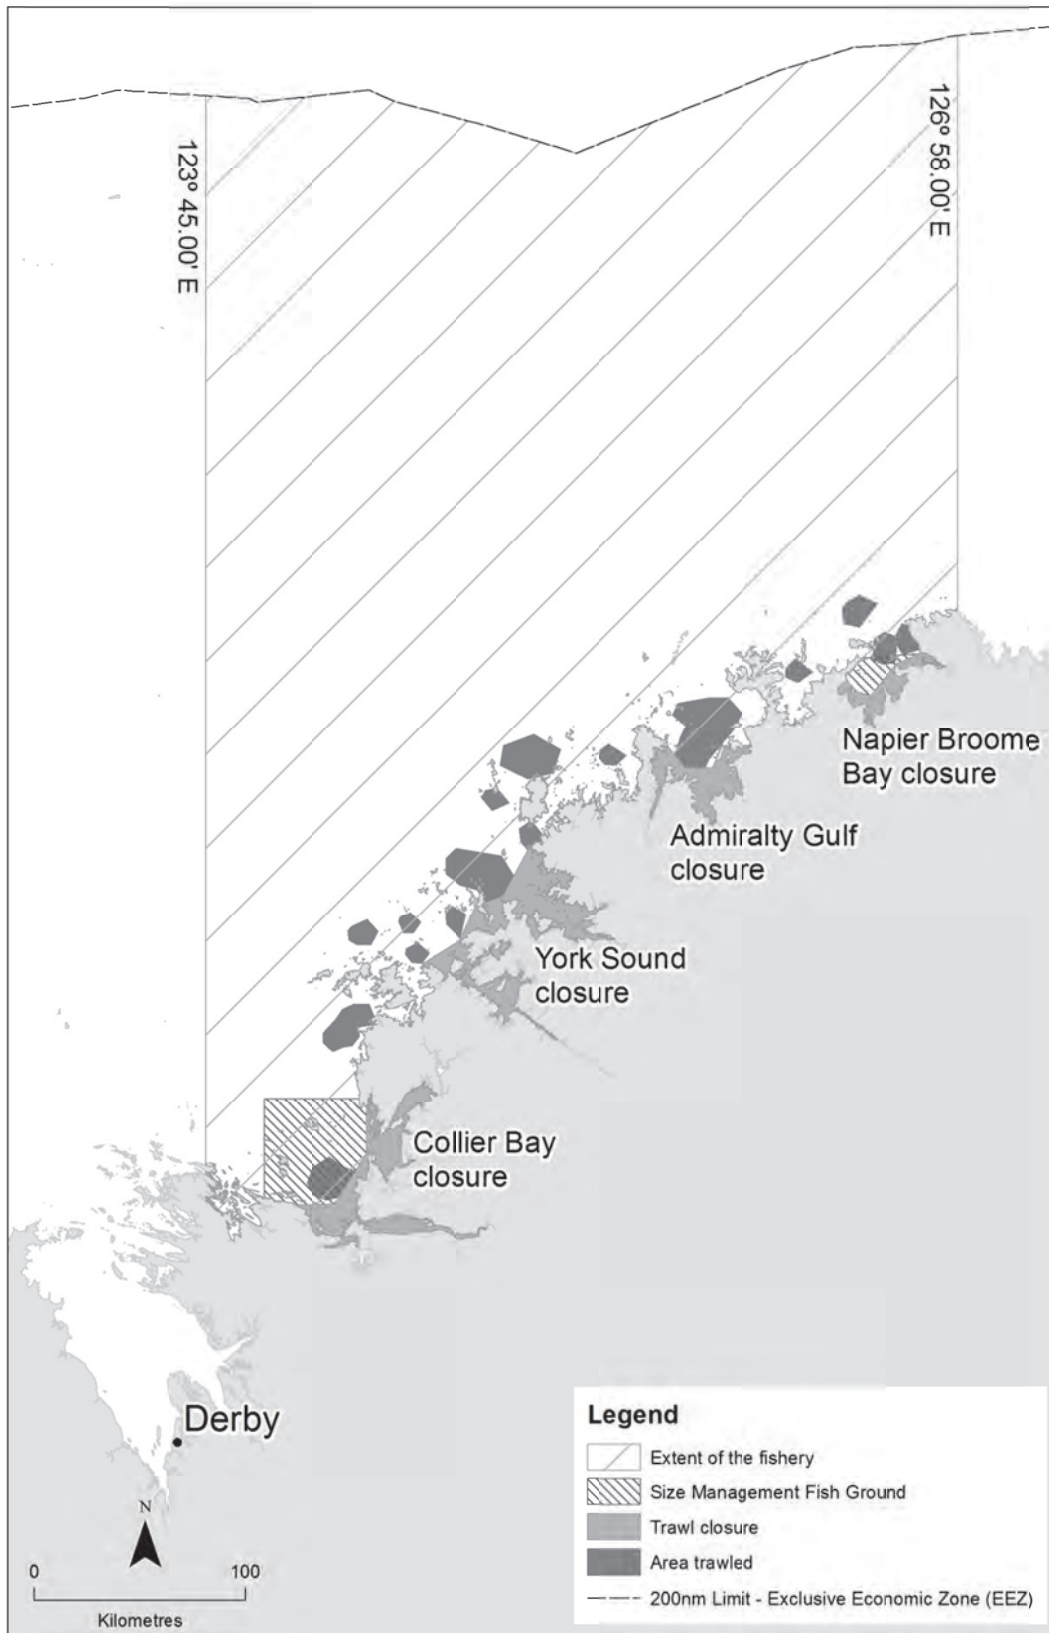 123º 45.00' E
126º 58.00' E
Napier Broome
Bay closure
Admiralty Gulf
closure
York Sound
closure
Collier Bay
closure
Derby
N
0 100
Kilometres
Legend
Extent of the fishery
Size Management Fish Ground
Trawl closure
Area trawled
200nm Limit - Exclusive Economic Zone (EEZ)